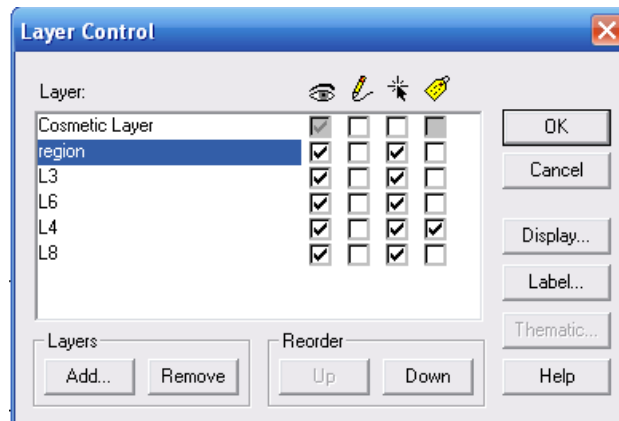 Layer Control
Layer:
Cosmetic Layer
region
L3
L6
L4
L8
OK
Cancel
Display...
Label...
Thematic...
Help
Layers
Add...
Remove
Reorder
Up
Down